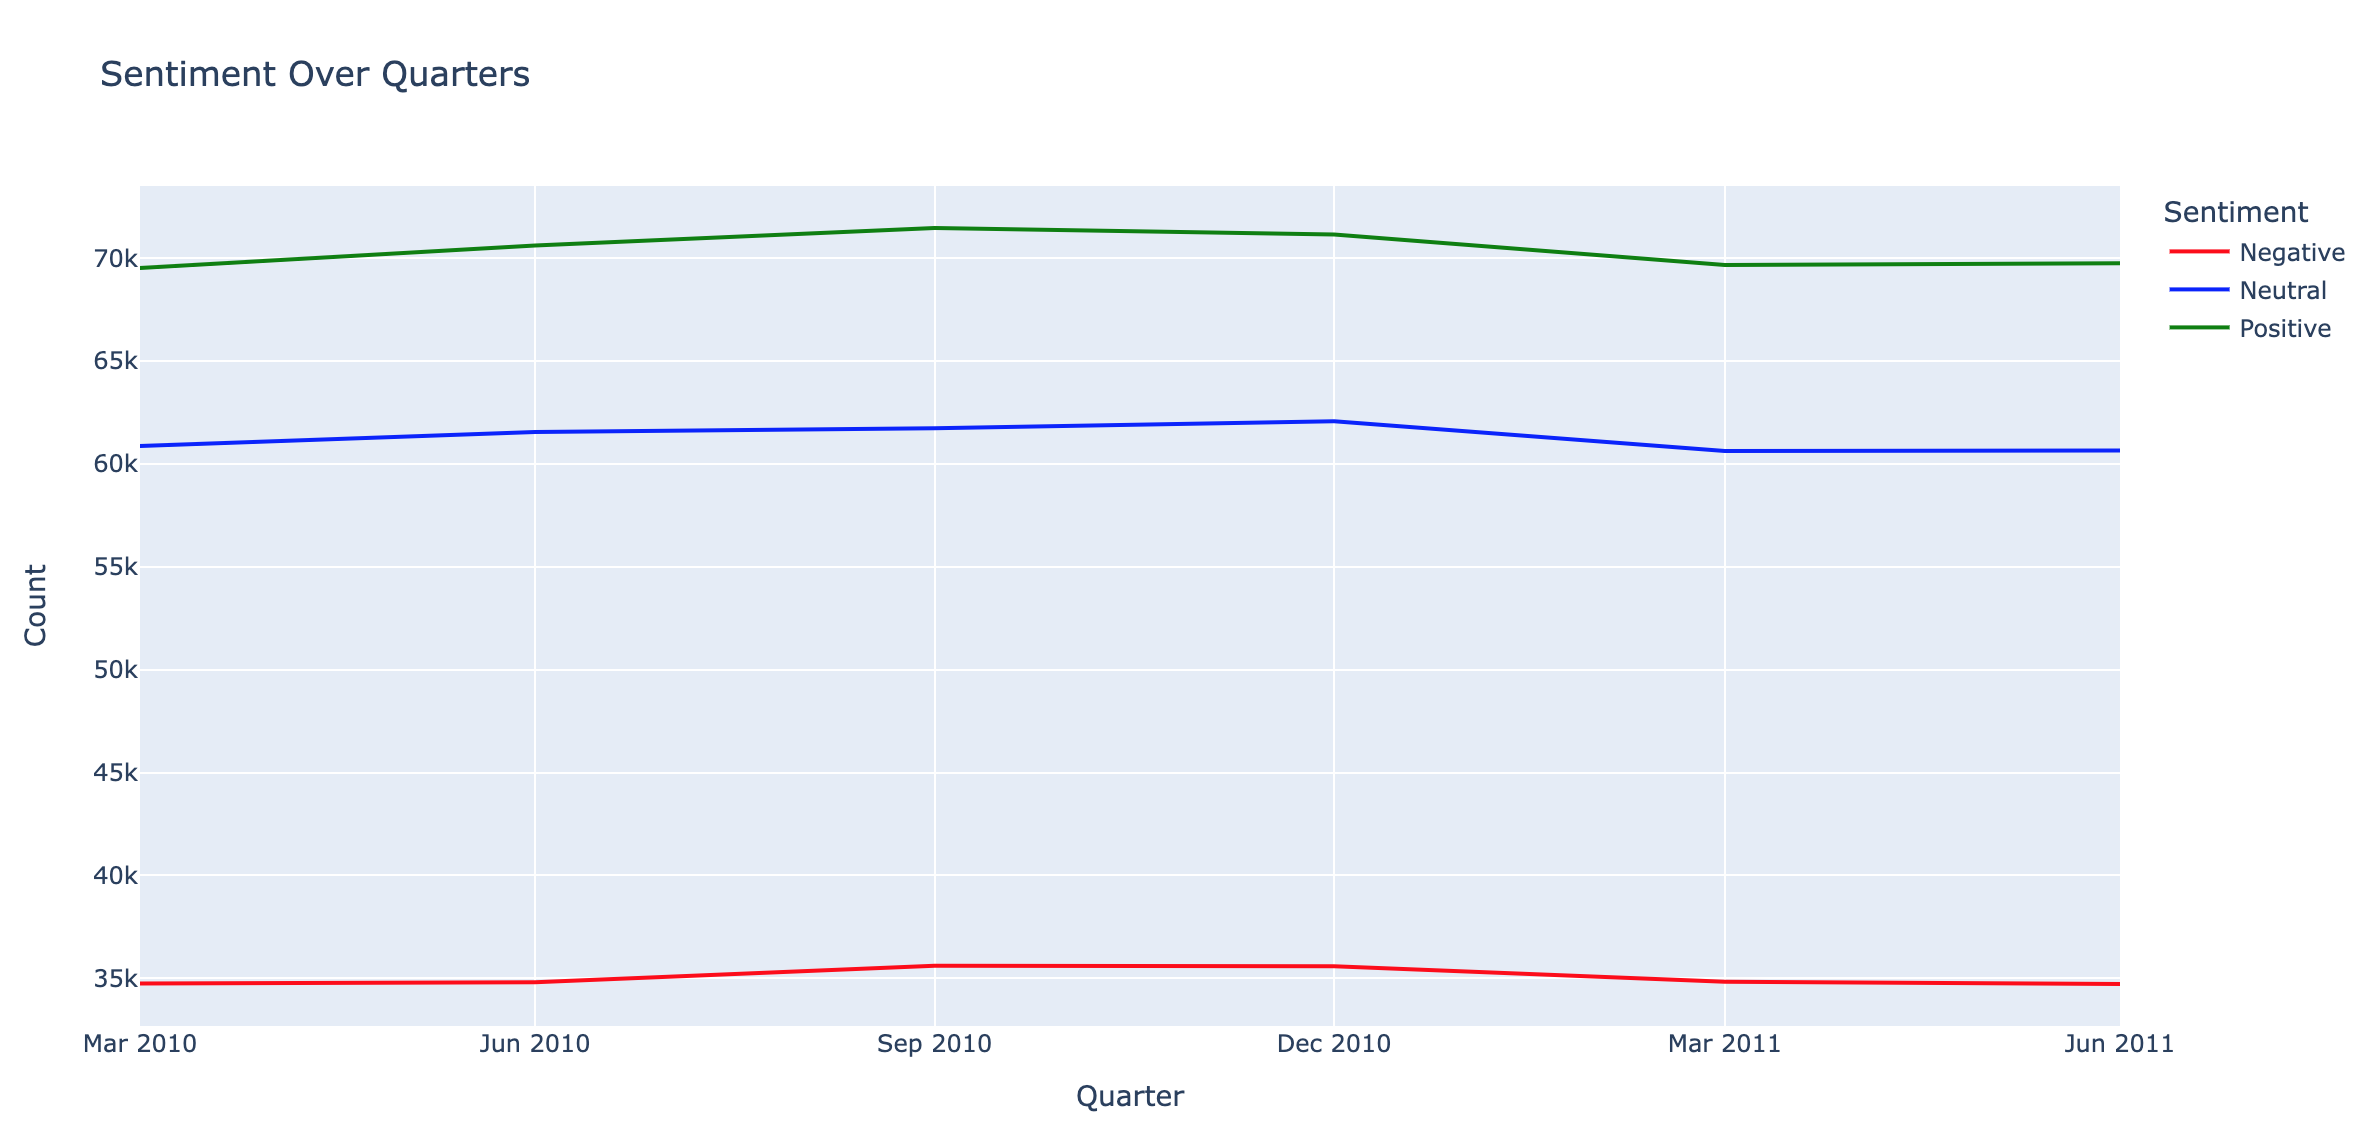 Sentiment Over Quarters
Sentiment
Negative
Neutral
Positive
70k
65k
60k
55k
50k
45k
40k
35k
Count
Mar 2010 Jun 2010 Sep 2010 Dec 2010 Mar 2011 Jun 2011
Quarter